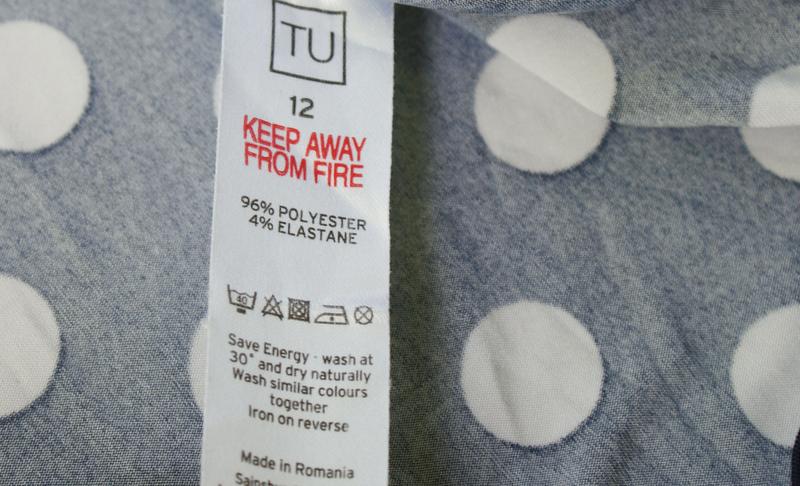 TU
12
KEEP AWAY
FROM FIRE
96% POLYESTER
4% ELASTANE
40
Save Energy - wash at
30° and dry naturally
Wash similar colours
together
Iron on reverse
Made in Romania